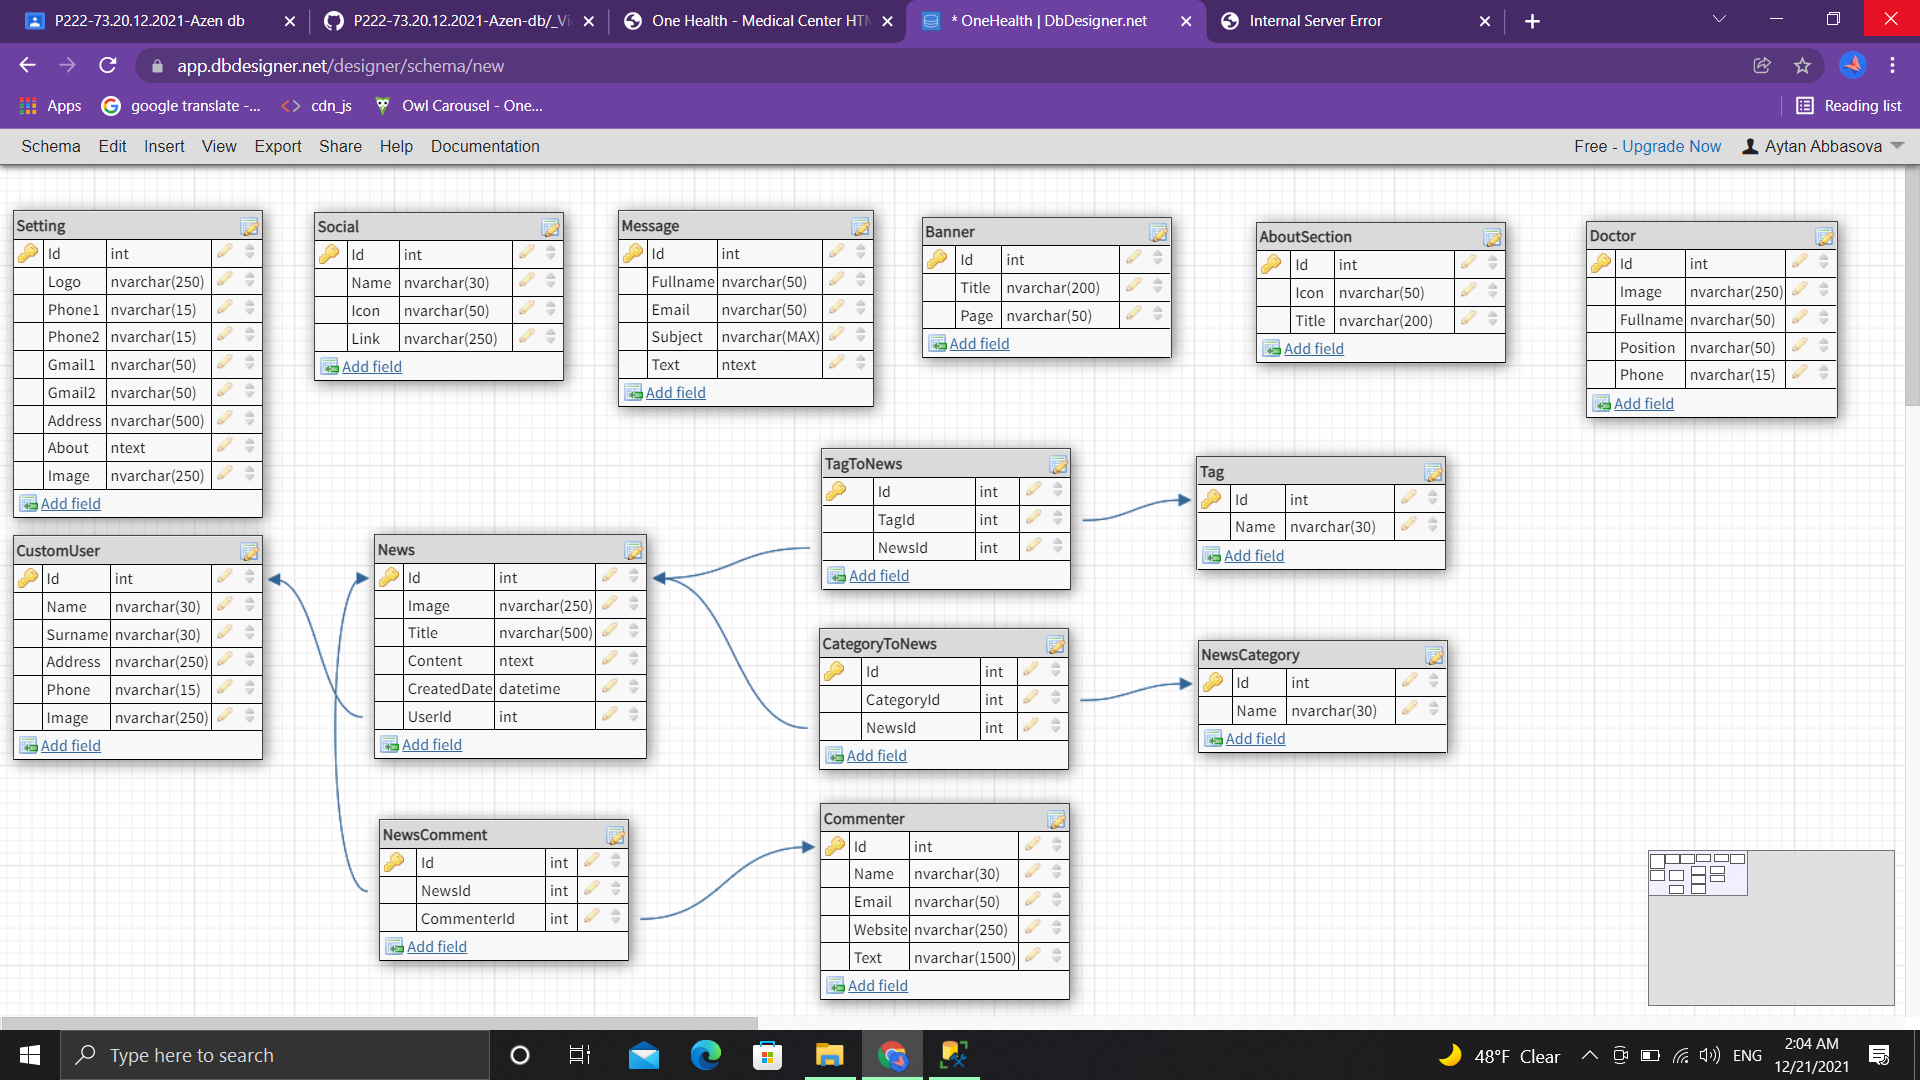 P222-73.20.12.2021-Azen db
P222-73.20.12.2021-Azen-db/_Vi
One Health - Medical Center HTM
* OneHealth | DbDesigner.net
Internal Server Error
app.dbdesigner.net/designer/schema/new
Apps
google translate -...
cdn_js
Owl Carousel - One...
Reading list
Schema Edit Insert View Export Share Help Documentation
Free - Upgrade Now
Aytan Abbasova
Setting
Id int
Logo nvarchar(250)
Phone1 nvarchar(15)
Phone2 nvarchar(15)
Gmail1 nvarchar(50)
Gmail2 nvarchar(50)
Address nvarchar(500)
About ntext
Image nvarchar(250)
Add field
Social
Id int
Name nvarchar(30)
Icon nvarchar(50)
Link nvarchar(250)
Add field
Message
Id int
Fullname nvarchar(50)
Email nvarchar(50)
Subject nvarchar(MAX)
Text ntext
Add field
Banner
Id int
Title nvarchar(200)
Page nvarchar(50)
Add field
AboutSection
Id int
Icon nvarchar(50)
Title nvarchar(200)
Add field
Doctor
Id int
Image nvarchar(250)
Fullname nvarchar(50)
Position nvarchar(50)
Phone nvarchar(15)
Add field
TagToNews
Id int
TagId int
NewsId int
Add field
Tag
Id int
Name nvarchar(30)
Add field
CustomUser
Id int
Name nvarchar(30)
Surname nvarchar(30)
Address nvarchar(250)
Phone nvarchar(15)
Image nvarchar(250)
Add field
News
Id int
Image nvarchar(250)
Title nvarchar(500)
Content ntext
CreatedDate datetime
UserId int
Add field
CategoryToNews
Id int
CategoryId int
NewsId int
Add field
NewsCategory
Id int
Name nvarchar(30)
Add field
NewsComment
Id int
NewsId int
CommenterId int
Add field
Commenter
Id int
Name nvarchar(30)
Email nvarchar(50)
Website nvarchar(250)
Text nvarchar(1500)
Add field
Type here to search
48°F Clear
ENG
2:04 AM
12/21/2021